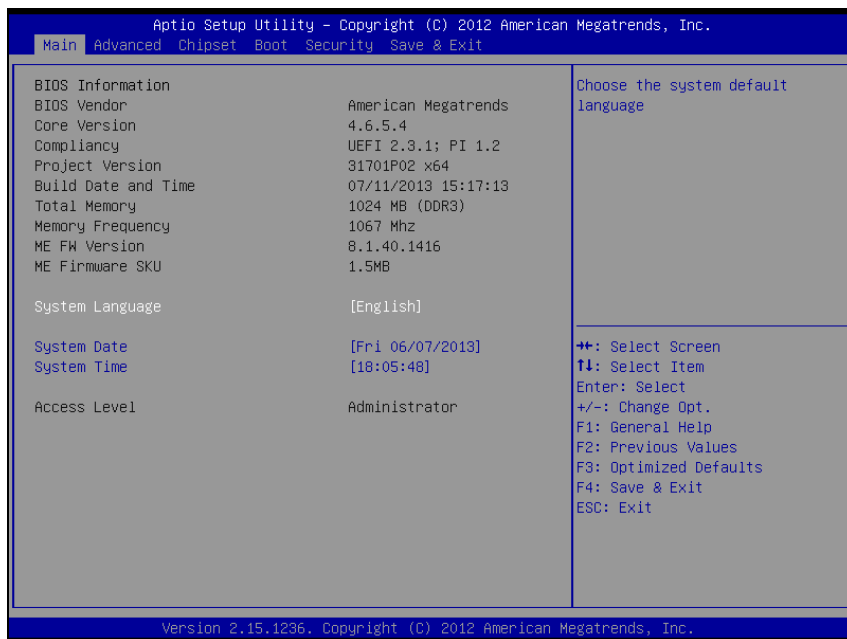 Aptio Setup Utility – Copyright (C) 2012 American Megatrends, Inc.
Main Advanced Chipset Boot Security Save & Exit
BIOS Information
BIOS Vendor American Megatrends
Core Version 4.6.5.4
Compliancy UEFI 2.3.1; PI 1.2
Project Version 31701P02 x64
Build Date and Time 07/11/2013 15:17:13
Total Memory 1024 MB (DDR3)
Memory Frequency 1067 Mhz
ME FW Version 8.1.40.1416
ME Firmware SKU 1.5MB
System Language [English]
System Date [Fri 06/07/2013]
System Time [18:05:48]
Access Level Administrator
Choose the system default
language
→←: Select Screen
↑↓: Select Item
Enter: Select
+/-: Change Opt.
F1: General Help
F2: Previous Values
F3: Optimized Defaults
F4: Save & Exit
ESC: Exit
Version 2.15.1236. Copyright (C) 2012 American Megatrends, Inc.